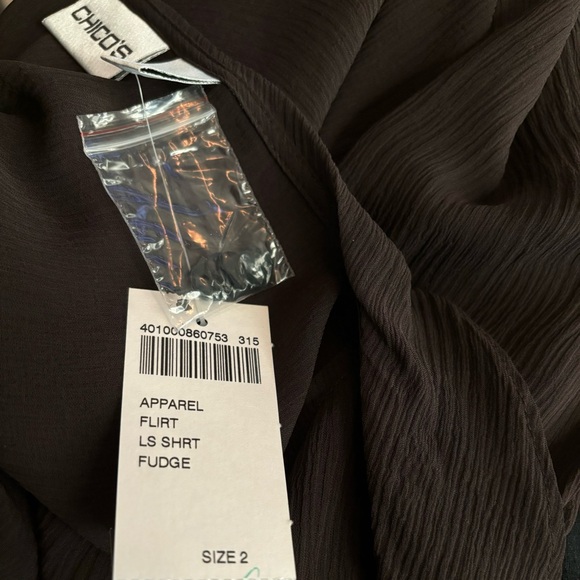 CHICO'S
401000860753 315
APPAREL
FLIRT
LS SHRT
FUDGE
SIZE 2